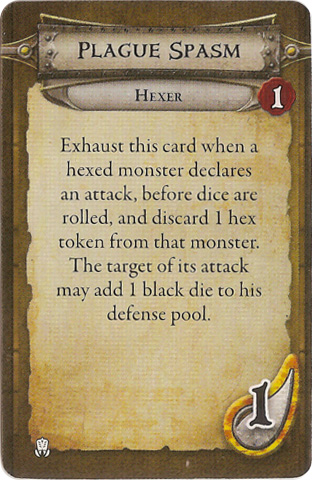 Plague Spasm
Hexer
1
Exhaust this card when a
hexed monster declares
an attack, before dice are
rolled, and discard 1 hex
token from that monster.
The target of its attack
may add 1 black die to his
defense pool.
1